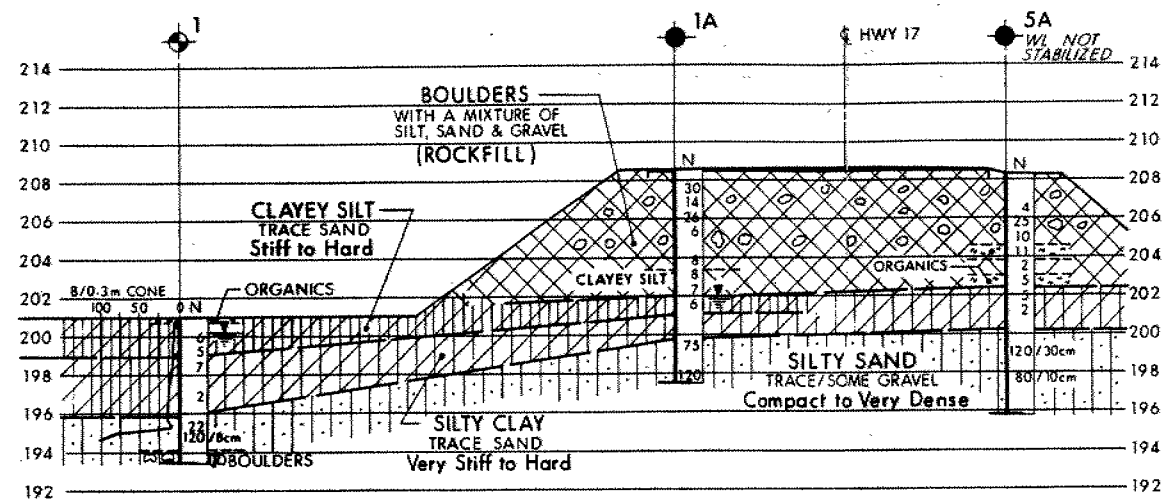 1
1A
5A
WL NOT
STABILIZED
℄ HWY 17
214
212
210
208
206
204
202
200
198
196
194
192
214
212
210
208
206
204
202
200
198
196
194
192
BOULDERS
WITH A MIXTURE OF
SILT, SAND & GRAVEL
(ROCKFILL)
CLAYEY SILT
TRACE SAND
Stiff to Hard
B/0.3m CONE
100 50 0 N
ORGANICS
5
7
2
22
120/8cm
BOULDERS
N
30
14
26
6
8
8
7
6
75
120
CLAYEY SILT
ORGANICS
N
4
25
10
11
2
5
2
120/30cm
80/10cm
SILTY SAND
TRACE/SOME GRAVEL
Compact to Very Dense
SILTY CLAY
TRACE SAND
Very Stiff to Hard